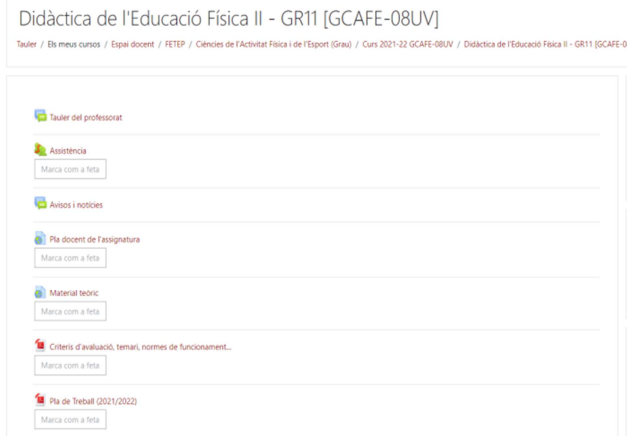 Didàctica de l'Educació Física II - GR11 [GCAFE-08UV]
Tauler / Els meus cursos / Espai docent / FETEP / Ciències de l'Activitat Física i de l'Esport (Grau) / Curs 2021-22 GCAFE-08UV / Didàctica de l'Educació Física II - GR11 [GCAFE-0
Tauler del professorat
Assistència
Marca com a feta
Avisos i notícies
Pla docent de l'assignatura
Marca com a feta
Material teòric
Marca com a feta
Criteris d'avaluació, temari, normes de funcionament...
Marca com a feta
Pla de Treball (2021/2022)
Marca com a feta